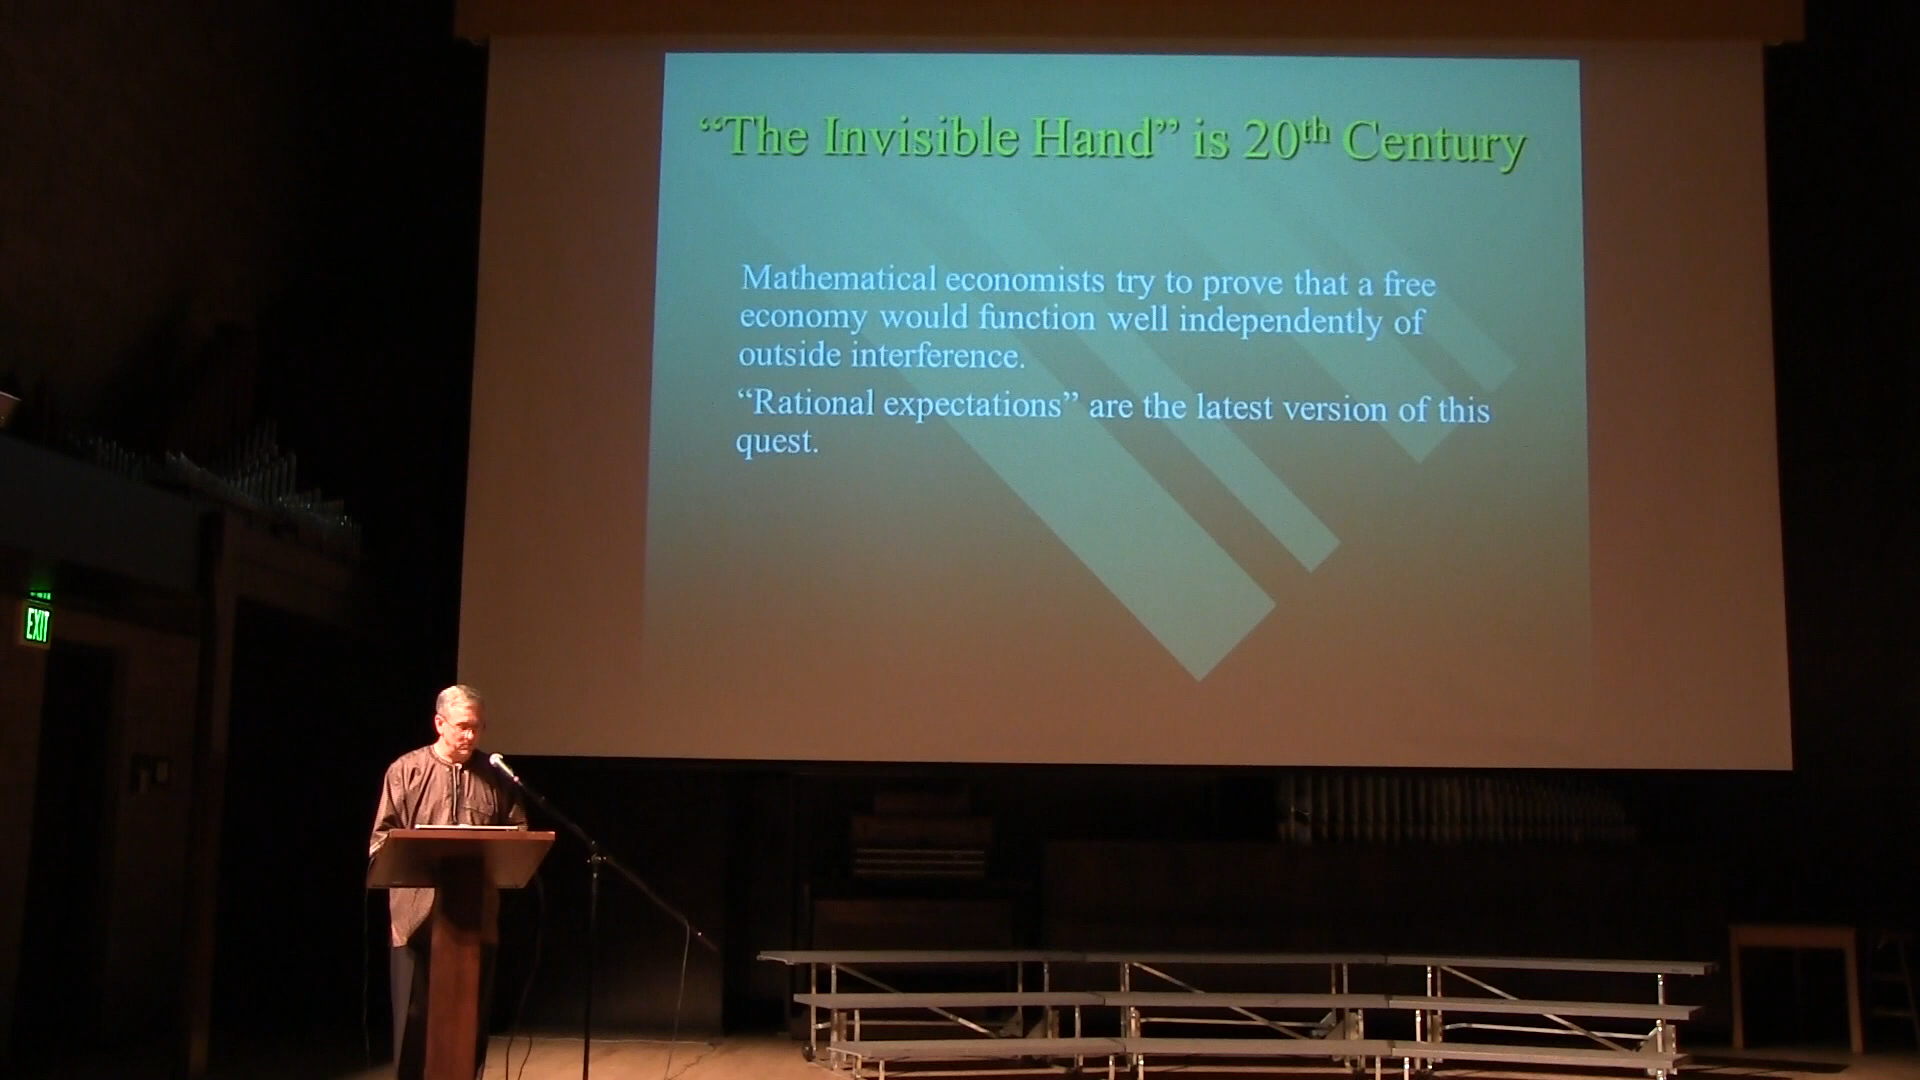 “The Invisible Hand” is 20th Century
Mathematical economists try to prove that a free
economy would function well independently of
outside interference.
“Rational expectations” are the latest version of this
quest.
EXIT